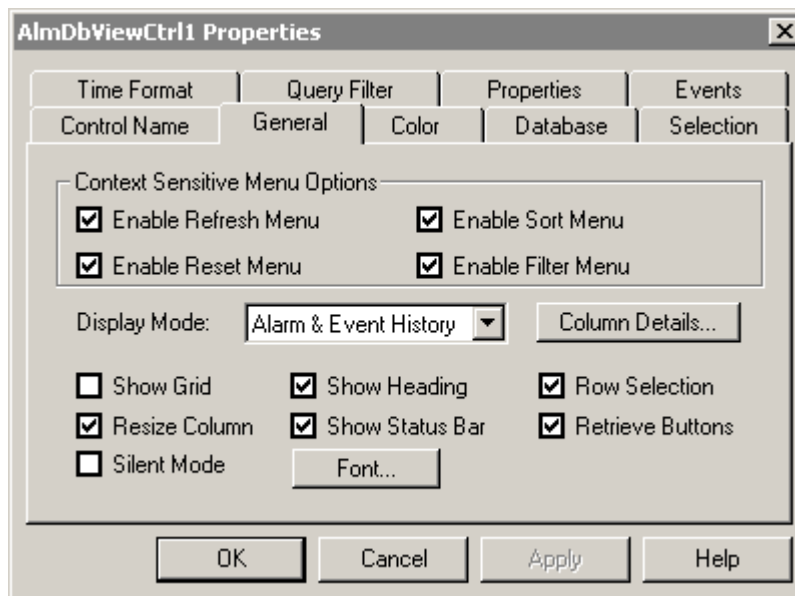 AlmDbViewCtrl1 Properties
Time Format Query Filter Properties Events
Control Name General Color Database Selection
Context Sensitive Menu Options
Enable Refresh Menu Enable Sort Menu
Enable Reset Menu Enable Filter Menu
Display Mode: Alarm & Event History Column Details...
Show Grid Show Heading Row Selection
Resize Column Show Status Bar Retrieve Buttons
Silent Mode Font...
OK Cancel Apply Help